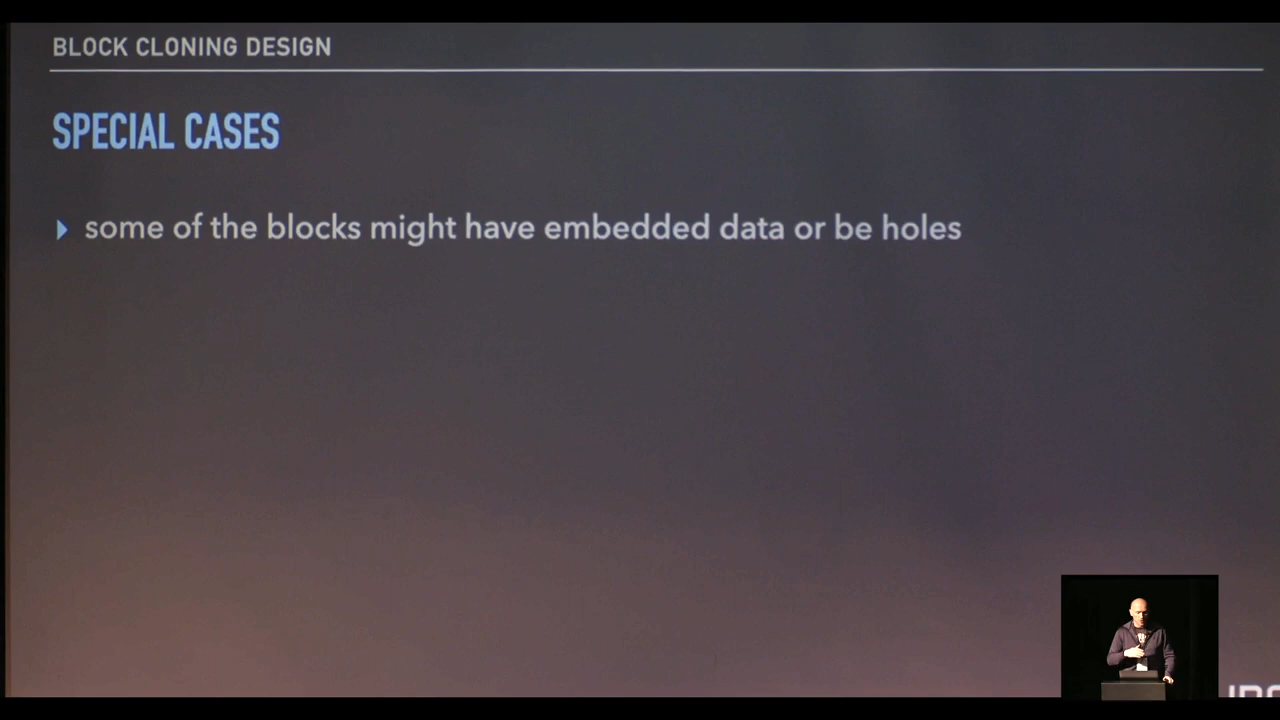 BLOCK CLONING DESIGN
SPECIAL CASES
some of the blocks might have embedded data or be holes